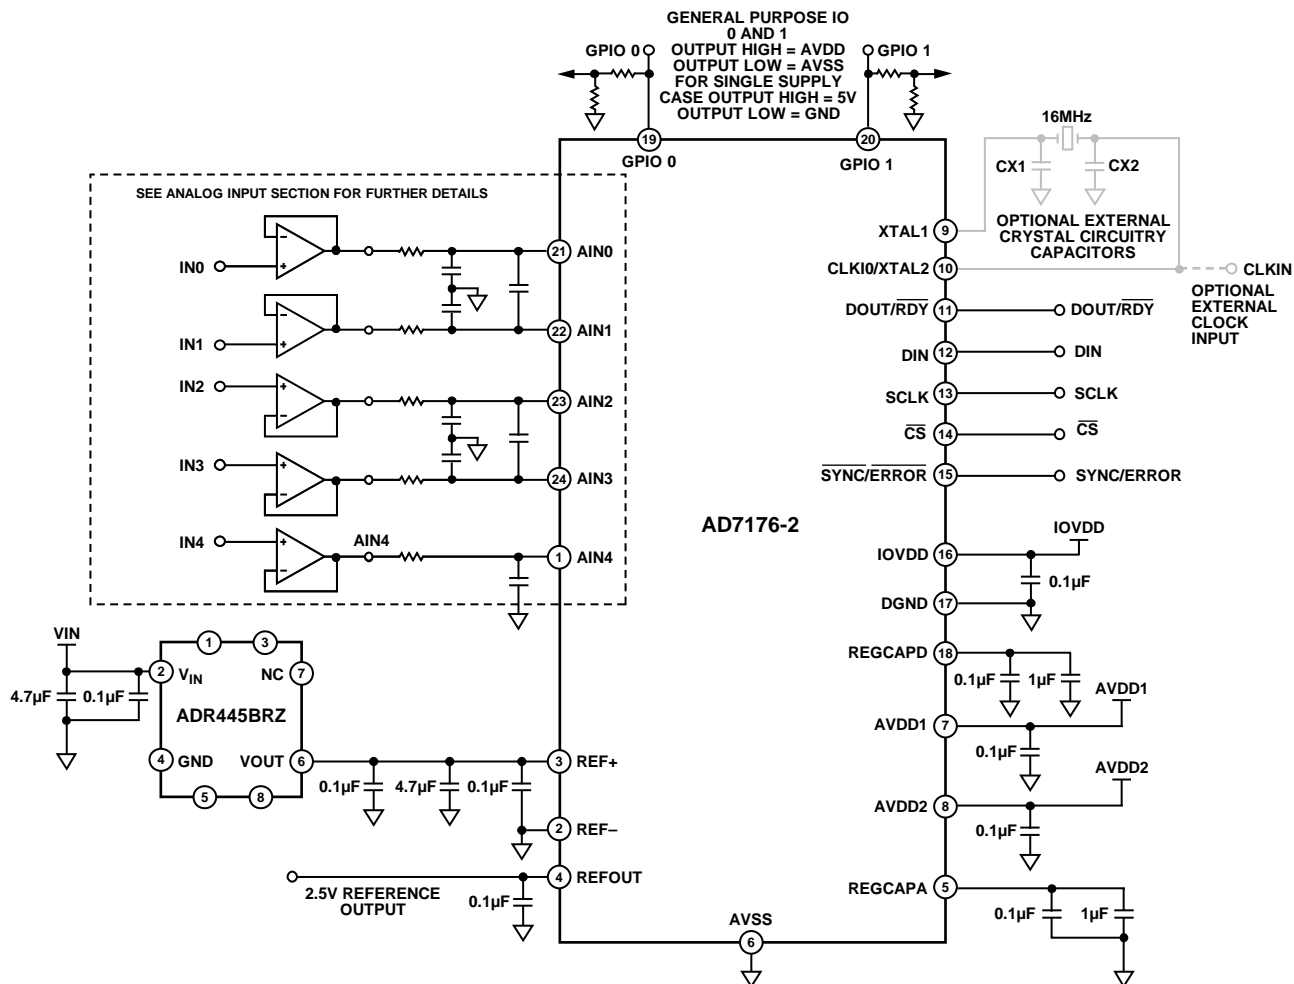 GENERAL PURPOSE IO
0 AND 1
OUTPUT HIGH = AVDD
OUTPUT LOW = AVSS
FOR SINGLE SUPPLY
CASE OUTPUT HIGH = 5V
OUTPUT LOW = GND
GPIO 0
GPIO 1
19
GPIO 0
20
GPIO 1
16MHz
CX1
CX2
OPTIONAL EXTERNAL
CRYSTAL CIRCUITRY
CAPACITORS
SEE ANALOG INPUT SECTION FOR FURTHER DETAILS
IN0
–
+
21
AIN0
IN1
–
+
22
AIN1
IN2
+
–
23
AIN2
IN3
+
–
24
AIN3
IN4
+
–
AIN4
1
AIN4
XTAL1
9
CLKI0/XTAL2
10
CLKIN
OPTIONAL
EXTERNAL
CLOCK
INPUT
DOUT/RDY
11
DOUT/RDY
DIN
12
DIN
SCLK
13
SCLK
CS
14
CS
SYNC/ERROR
15
SYNC/ERROR
AD7176-2
IOVDD
IOVDD
16
0.1µF
DGND
17
REGCAPD
18
0.1µF
1µF
AVDD1
AVDD1
7
0.1µF
AVDD2
AVDD2
8
0.1µF
REGCAPA
5
0.1µF
1µF
VIN
4.7µF
0.1µF
1
3
2
VIN
NC
7
ADR445BRZ
4
GND
VOUT
6
5
8
0.1µF
4.7µF
0.1µF
3
REF+
2
REF–
4
REFOUT
2.5V REFERENCE
OUTPUT
0.1µF
AVSS
6